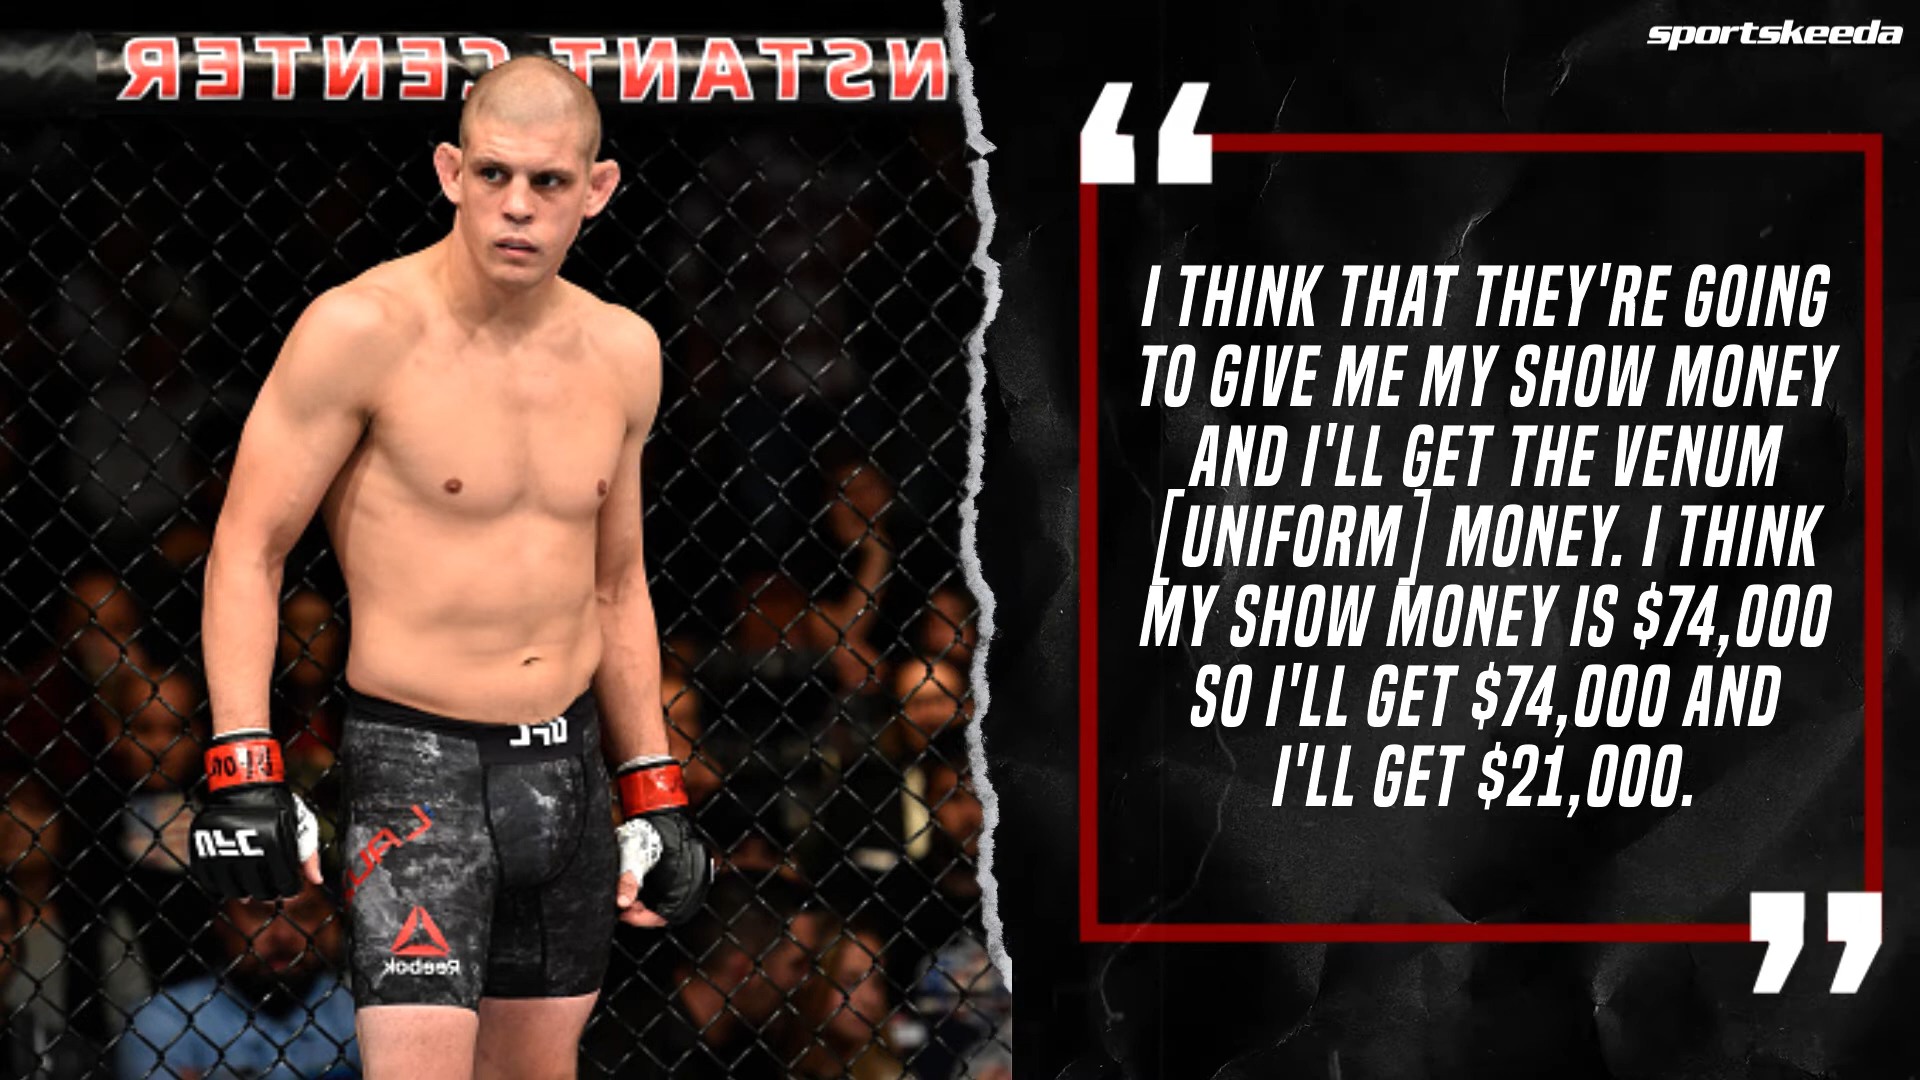 NSTANT CENTER
sportskeeda
“
I THINK THAT THEY'RE GOING
TO GIVE ME MY SHOW MONEY
AND I'LL GET THE VENUM
[UNIFORM] MONEY. I THINK
MY SHOW MONEY IS $74,000
SO I'LL GET $74,000 AND
I'LL GET $21,000.
”
UFC
UFC
Reebok